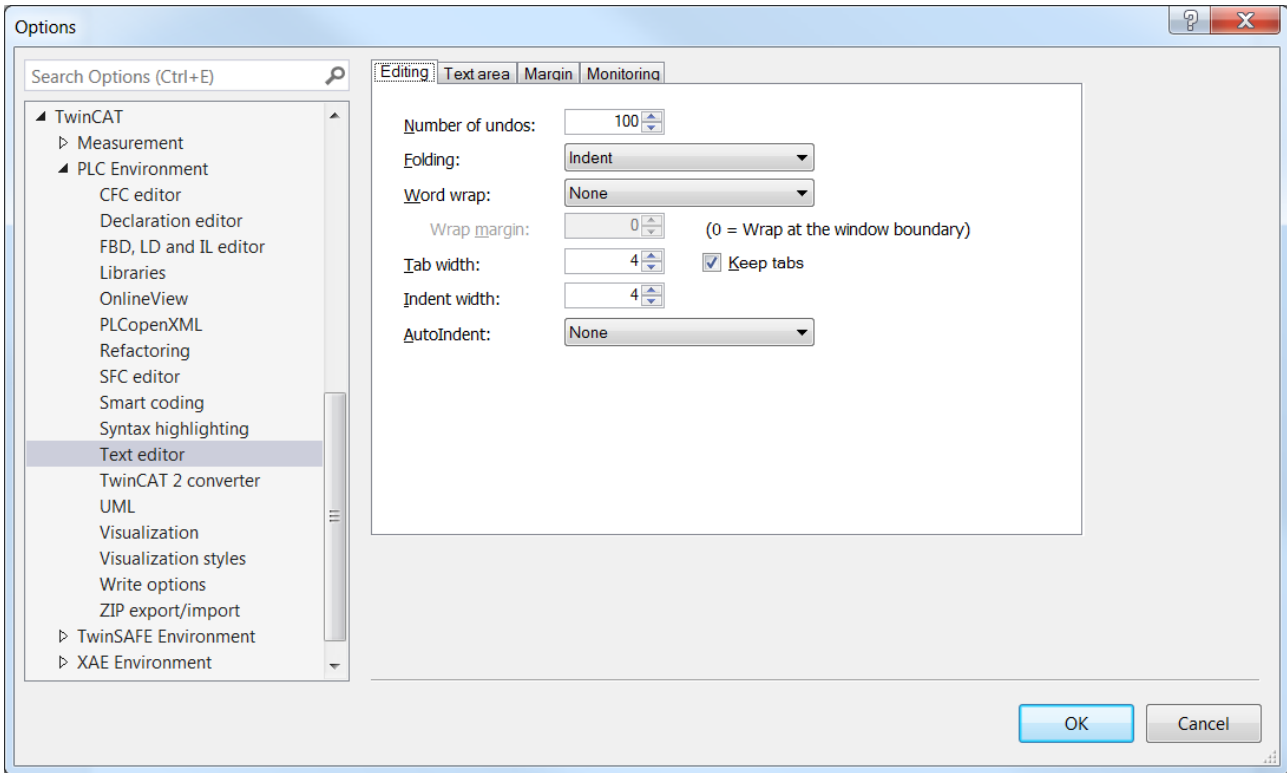 Options
Search Options (Ctrl+E)
TwinCAT
Measurement
PLC Environment
CFC editor
Declaration editor
FBD, LD and IL editor
Libraries
OnlineView
PLCopenXML
Refactoring
SFC editor
Smart coding
Syntax highlighting
Text editor
TwinCAT 2 converter
UML
Visualization
Visualization styles
Write options
ZIP export/import
TwinSAFE Environment
XAE Environment
Editing Text area Margin Monitoring
Number of undos: 100
Folding: Indent
Word wrap: None
Wrap margin: 0 (0 = Wrap at the window boundary)
Tab width: 4 Keep tabs
Indent width: 4
AutoIndent: None
OK Cancel